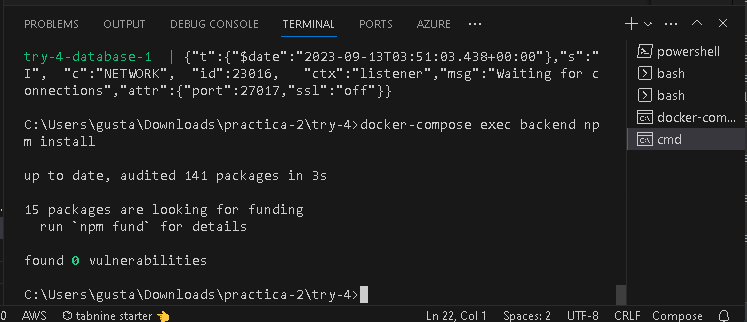 PROBLEMS OUTPUT DEBUG CONSOLE TERMINAL PORTS AZURE
try-4-database-1 | {"t":{"$date":"2023-09-13T03:51:03.438+00:00"},"s":"
I", "c":"NETWORK", "id":23016, "ctx":"listener","msg":"Waiting for c
onnections","attr":{"port":27017,"ssl":"off"}}
C:\Users\gusta\Downloads\practica-2\try-4>docker-compose exec backend np
m install
up to date, audited 141 packages in 3s
15 packages are looking for funding
run `npm fund` for details
found 0 vulnerabilities
C:\Users\gusta\Downloads\practica-2\try-4>
powershell
bash
bash
docker-com...
cmd
0 AWS tabnine starter 👈 Ln 22, Col 1 Spaces: 2 UTF-8 CRLF Compose